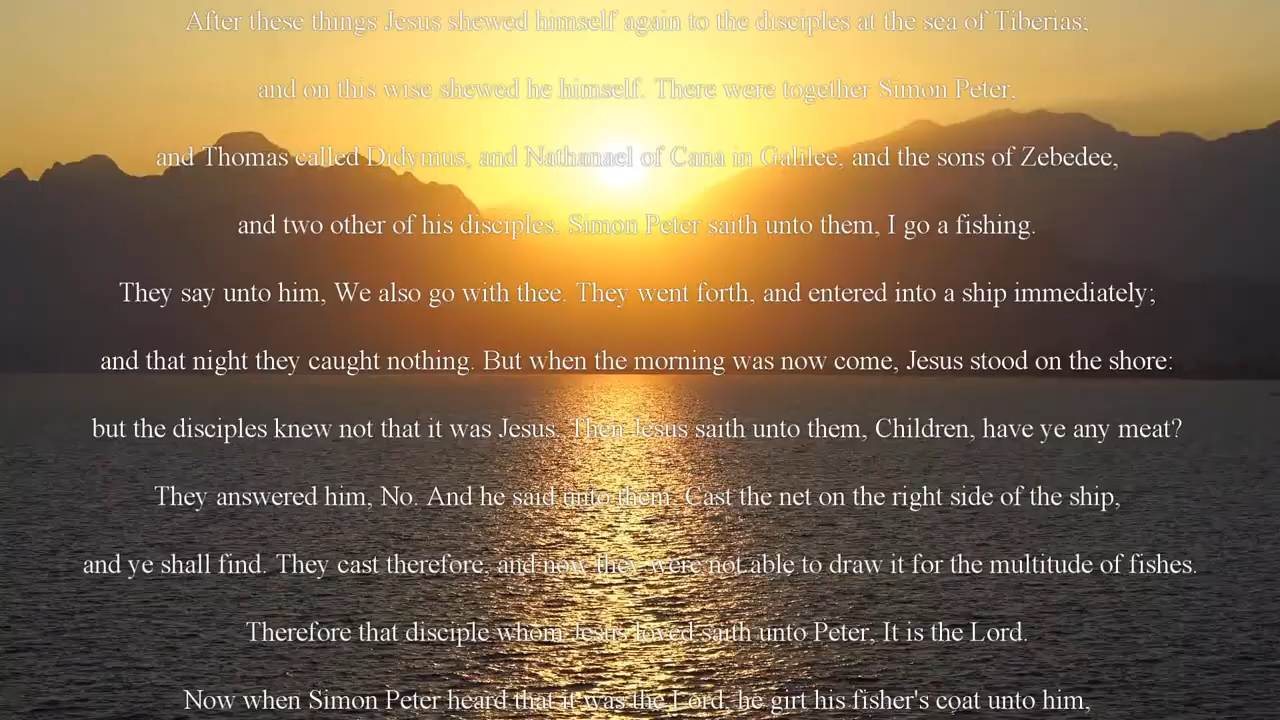 After these things Jesus shewed himself again to the disciples at the sea of Tiberias;
and on this wise shewed he himself. There were together Simon Peter,
and Thomas called Didymus, and Nathanael of Cana in Galilee, and the sons of Zebedee,
and two other of his disciples. Simon Peter saith unto them, I go a fishing.
They say unto him, We also go with thee. They went forth, and entered into a ship immediately;
and that night they caught nothing. But when the morning was now come, Jesus stood on the shore:
but the disciples knew not that it was Jesus. Then Jesus saith unto them, Children, have ye any meat?
They answered him, No. And he said unto them, Cast the net on the right side of the ship,
and ye shall find. They cast therefore, and now they were not able to draw it for the multitude of fishes.
Therefore that disciple whom Jesus loved saith unto Peter, It is the Lord.
Now when Simon Peter heard that it was the Lord, he girt his fisher's coat unto him,